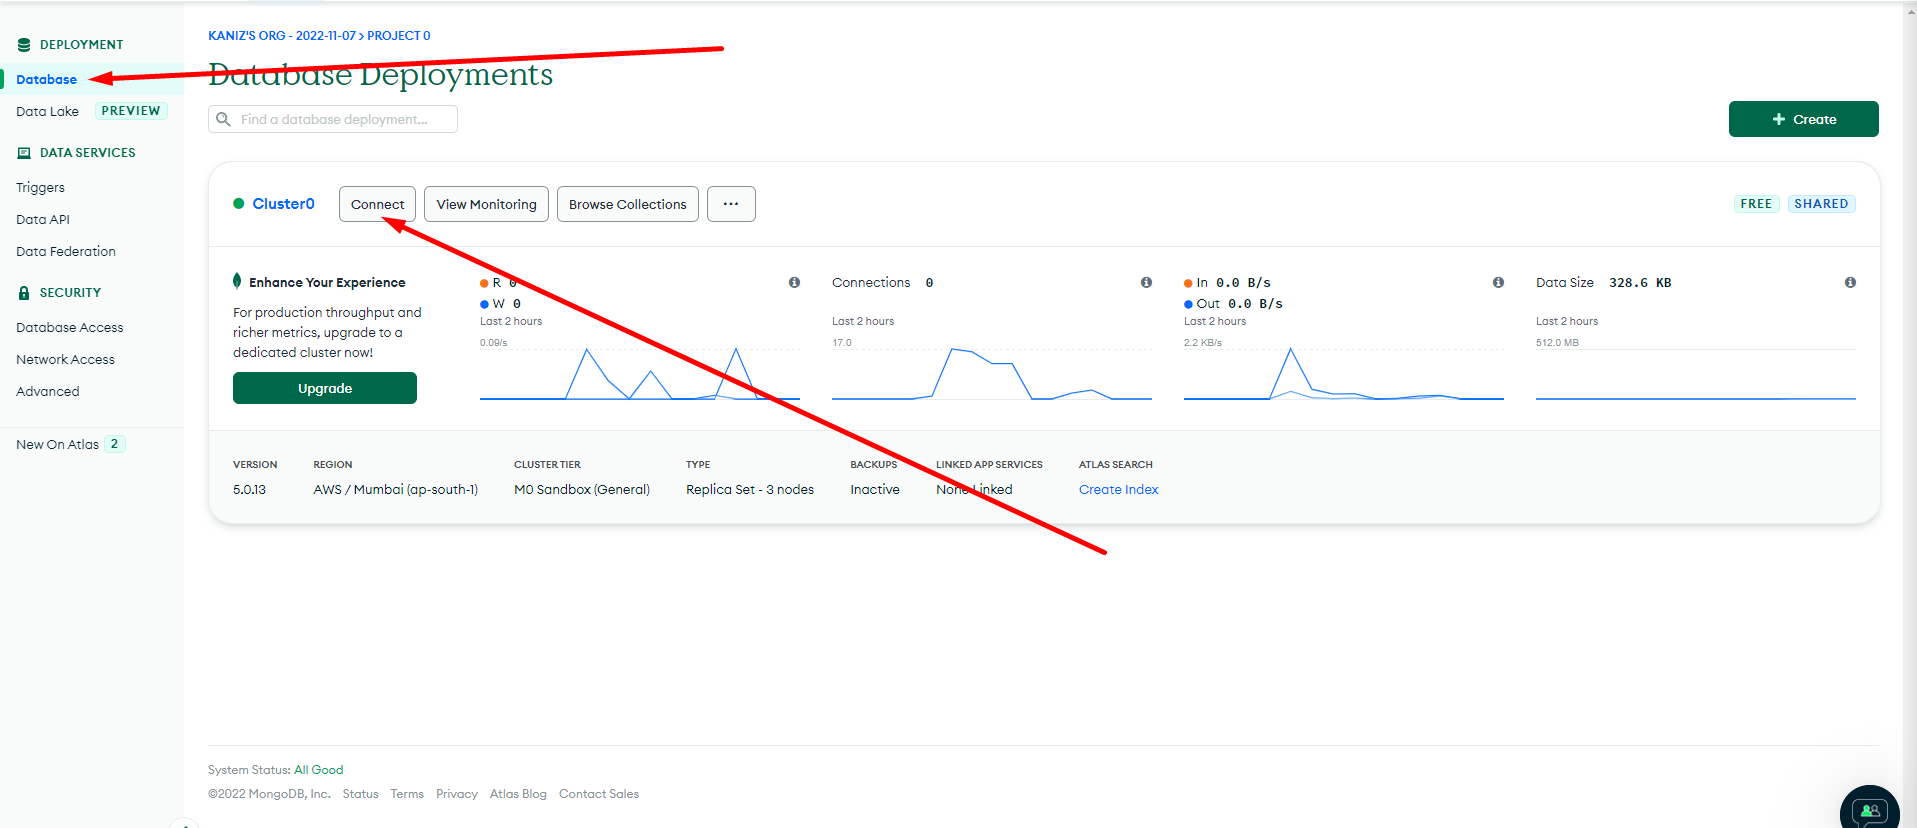 DEPLOYMENT
Database
Data Lake PREVIEW
DATA SERVICES
Triggers
Data API
Data Federation
SECURITY
Database Access
Network Access
Advanced
New On Atlas 2
KANIZ'S ORG - 2022-11-07 > PROJECT 0
Database Deployments
Find a database deployment...
+ Create
Cluster0 Connect View Monitoring Browse Collections ...
FREE SHARED
Enhance Your Experience
For production throughput and
richer metrics, upgrade to a
dedicated cluster now!
Upgrade
R 0
W 0
Last 2 hours
0.09/s
Connections 0
Last 2 hours
17.0
In 0.0 B/s
Out 0.0 B/s
Last 2 hours
2.2 KB/s
Data Size 328.6 KB
Last 2 hours
512.0 MB
VERSION
5.0.13
REGION
AWS / Mumbai (ap-south-1)
CLUSTER TIER
M0 Sandbox (General)
TYPE
Replica Set - 3 nodes
BACKUPS
Inactive
LINKED APP SERVICES
None Linked
ATLAS SEARCH
Create Index
System Status: All Good
©2022 MongoDB, Inc. Status Terms Privacy Atlas Blog Contact Sales